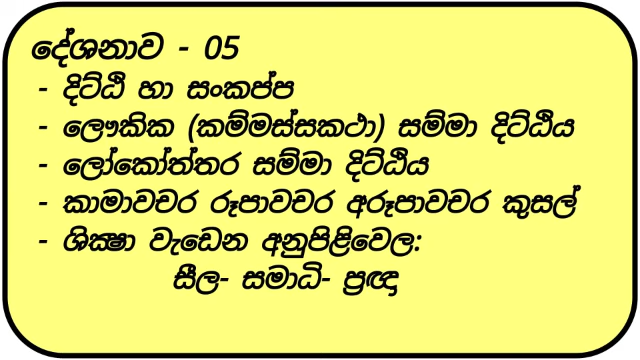 දේශනාව - 05
- දිට්ඨි හා සංකප්ප
- ලෞකික (කම්මස්සකථා) සම්මා දිට්ඨිය
- ලෝකෝත්තර සම්මා දිට්ඨිය
- කාමාවචර රූපාවචර අරූපාවචර කුසල්
- ශික්‍ෂා වැඩෙන අනුපිළිවෙල:
සීල- සමාධි- ප්‍රඥා